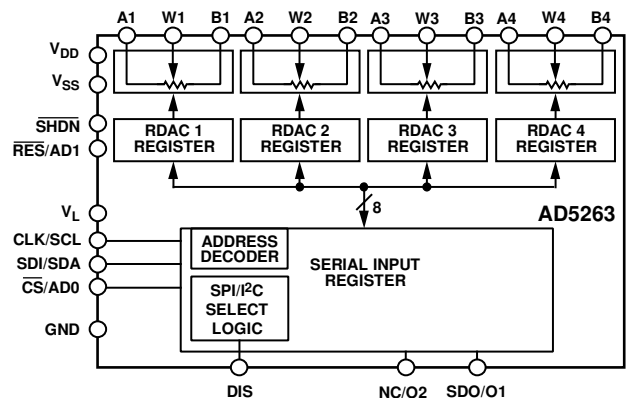 A1 W1 B1 A2 W2 B2 A3 W3 B3 A4 W4 B4
VDD
VSS
SHDN
RES/AD1
RDAC 1 REGISTER
RDAC 2 REGISTER
RDAC 3 REGISTER
RDAC 4 REGISTER
8
AD5263
VL
CLK/SCL
SDI/SDA
CS/AD0
GND
ADDRESS
DECODER
SERIAL INPUT
REGISTER
SPI/I2C
SELECT
LOGIC
DIS
NC/O2
SDO/O1